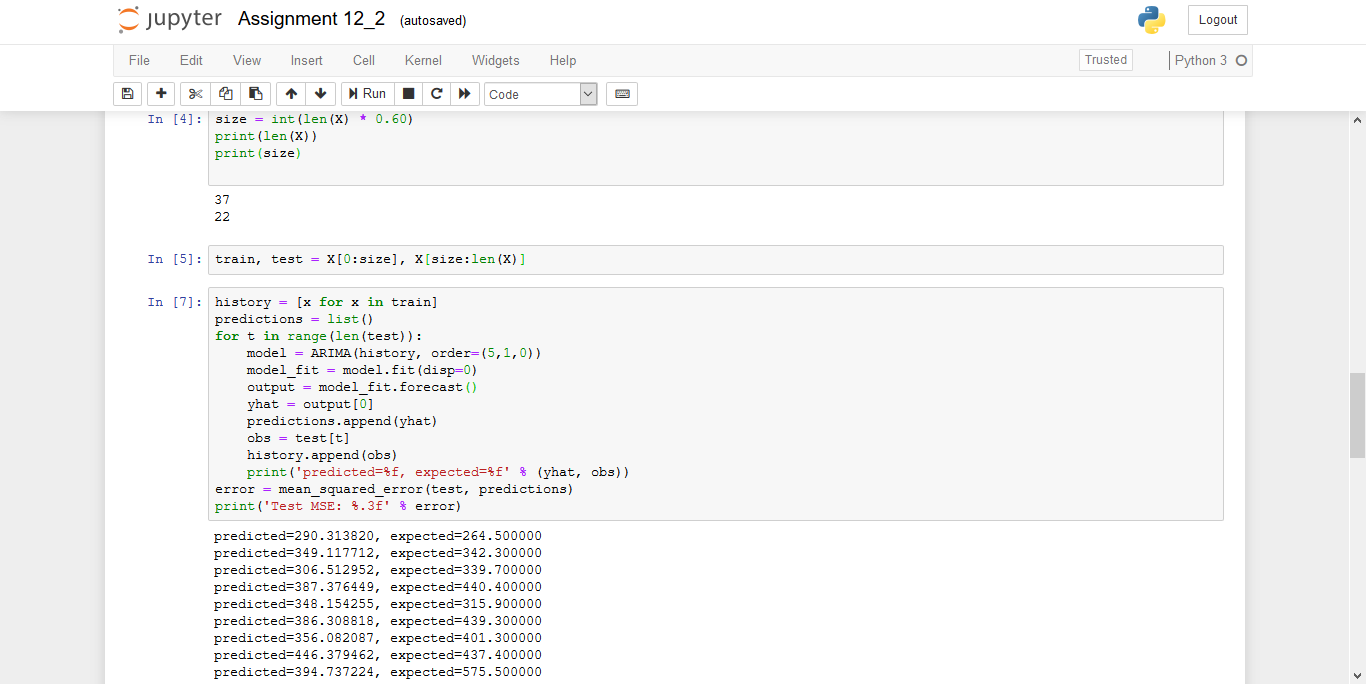 jupyter Assignment 12_2 (autosaved)
Logout
File Edit View Insert Cell Kernel Widgets Help
Trusted
Python 3
Run
Code
In [4]: size = int(len(X) * 0.60)
print(len(X))
print(size)
37
22
In [5]: train, test = X[0:size], X[size:len(X)]
In [7]: history = [x for x in train]
predictions = list()
for t in range(len(test)):
    model = ARIMA(history, order=(5,1,0))
    model_fit = model.fit(disp=0)
    output = model_fit.forecast()
    yhat = output[0]
    predictions.append(yhat)
    obs = test[t]
    history.append(obs)
    print('predicted=%f, expected=%f' % (yhat, obs))
error = mean_squared_error(test, predictions)
print('Test MSE: %.3f' % error)
predicted=290.313820, expected=264.500000
predicted=349.117712, expected=342.300000
predicted=306.512952, expected=339.700000
predicted=387.376449, expected=440.400000
predicted=348.154255, expected=315.900000
predicted=386.308818, expected=439.300000
predicted=356.082087, expected=401.300000
predicted=446.379462, expected=437.400000
predicted=394.737224, expected=575.500000